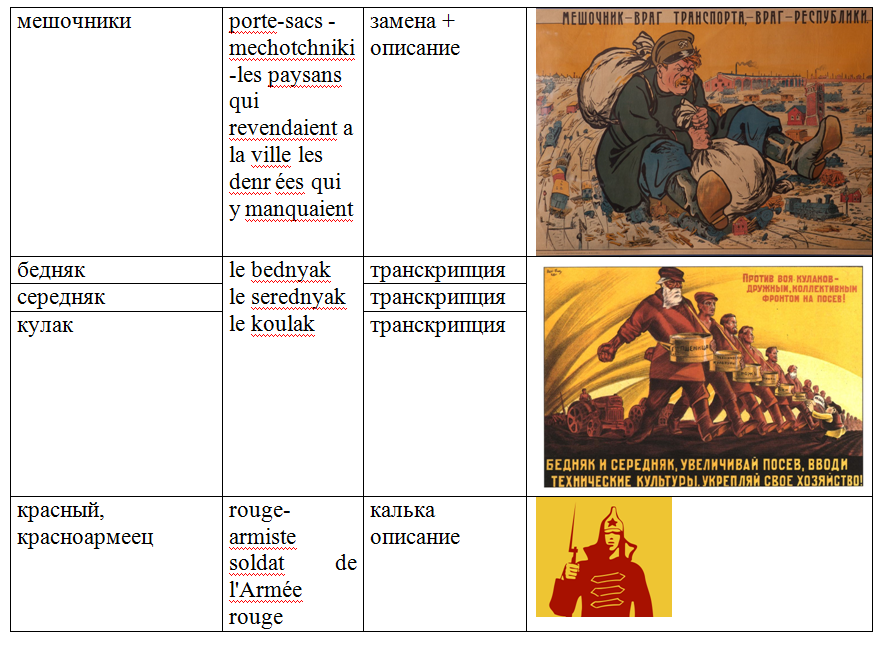 мешочники
porte-sacs -
mechotchniki
-les paysans
qui
revendaient a
la ville les
denr ées qui
y manquaient
замена +
описание
МЕШОЧНИК-ВРАГ ТРАНСПОРТА,-ВРАГ-РЕСПУБЛИКИ.
бедняк
le bednyak
транскрипция
середняк
le serednyak
транскрипция
кулак
le koulak
транскрипция
ПРОТИВ ВОЯ КУЛАКОВ-
ДРУЖНЫМ, КОЛЛЕКТИВНЫМ
ФРОНТОМ НА ПОСЕВ!
ПШЕНИЦА
БЕДНЯК И СЕРЕДНЯК, УВЕЛИЧИВАЙ ПОСЕВ, ВВОДИ
ТЕХНИЧЕСКИЕ КУЛЬТУРЫ, УКРЕПЛЯЙ СВОЕ ХОЗЯЙСТВО!
красный,
красноармеец
rouge-
armiste
soldat de
l'Armée
rouge
калька
описание